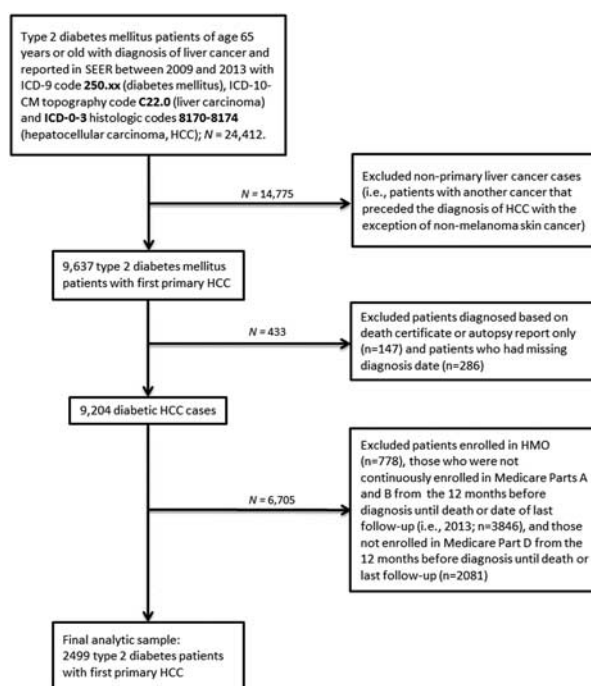 Type 2 diabetes mellitus patients of age 65
years or old with diagnosis of liver cancer and
reported in SEER between 2009 and 2013 with
ICD-9 code 250.xx (diabetes mellitus), ICD-10-
CM topography code C22.0 (liver carcinoma)
and ICD-0-3 histologic codes 8170-8174
(hepatocellular carcinoma, HCC); N = 24,412.
N = 14,775
Excluded non-primary liver cancer cases
(i.e., patients with another cancer that
preceded the diagnosis of HCC with the
exception of non-melanoma skin cancer)
9,637 type 2 diabetes mellitus
patients with first primary HCC
N = 433
Excluded patients diagnosed based on
death certificate or autopsy report only
(n=147) and patients who had missing
diagnosis date (n=286)
9,204 diabetic HCC cases
N = 6,705
Excluded patients enrolled in HMO
(n=778), those who were not
continuously enrolled in Medicare Parts A
and B from the 12 months before
diagnosis until death or date of last
follow-up (i.e., 2013; n=3846), and those
not enrolled in Medicare Part D from the
12 months before diagnosis until death or
last follow-up (n=2081)
Final analytic sample:
2499 type 2 diabetes patients
with first primary HCC